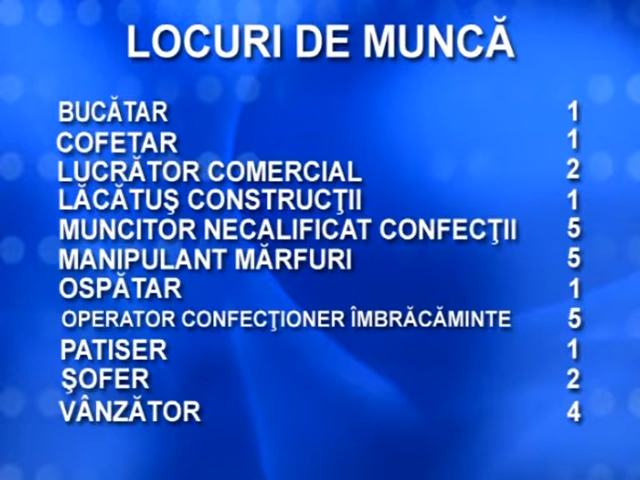 LOCURI DE MUNCĂ
BUCĂTAR 1
COFETAR 1
LUCRĂTOR COMERCIAL 2
LĂCĂTUŞ CONSTRUCŢII 1
MUNCITOR NECALIFICAT CONFECŢII 5
MANIPULANT MĂRFURI 5
OSPĂTAR 1
OPERATOR CONFECŢIONER ÎMBRĂCĂMINTE 5
PATISER 1
ŞOFER 2
VÂNZĂTOR 4